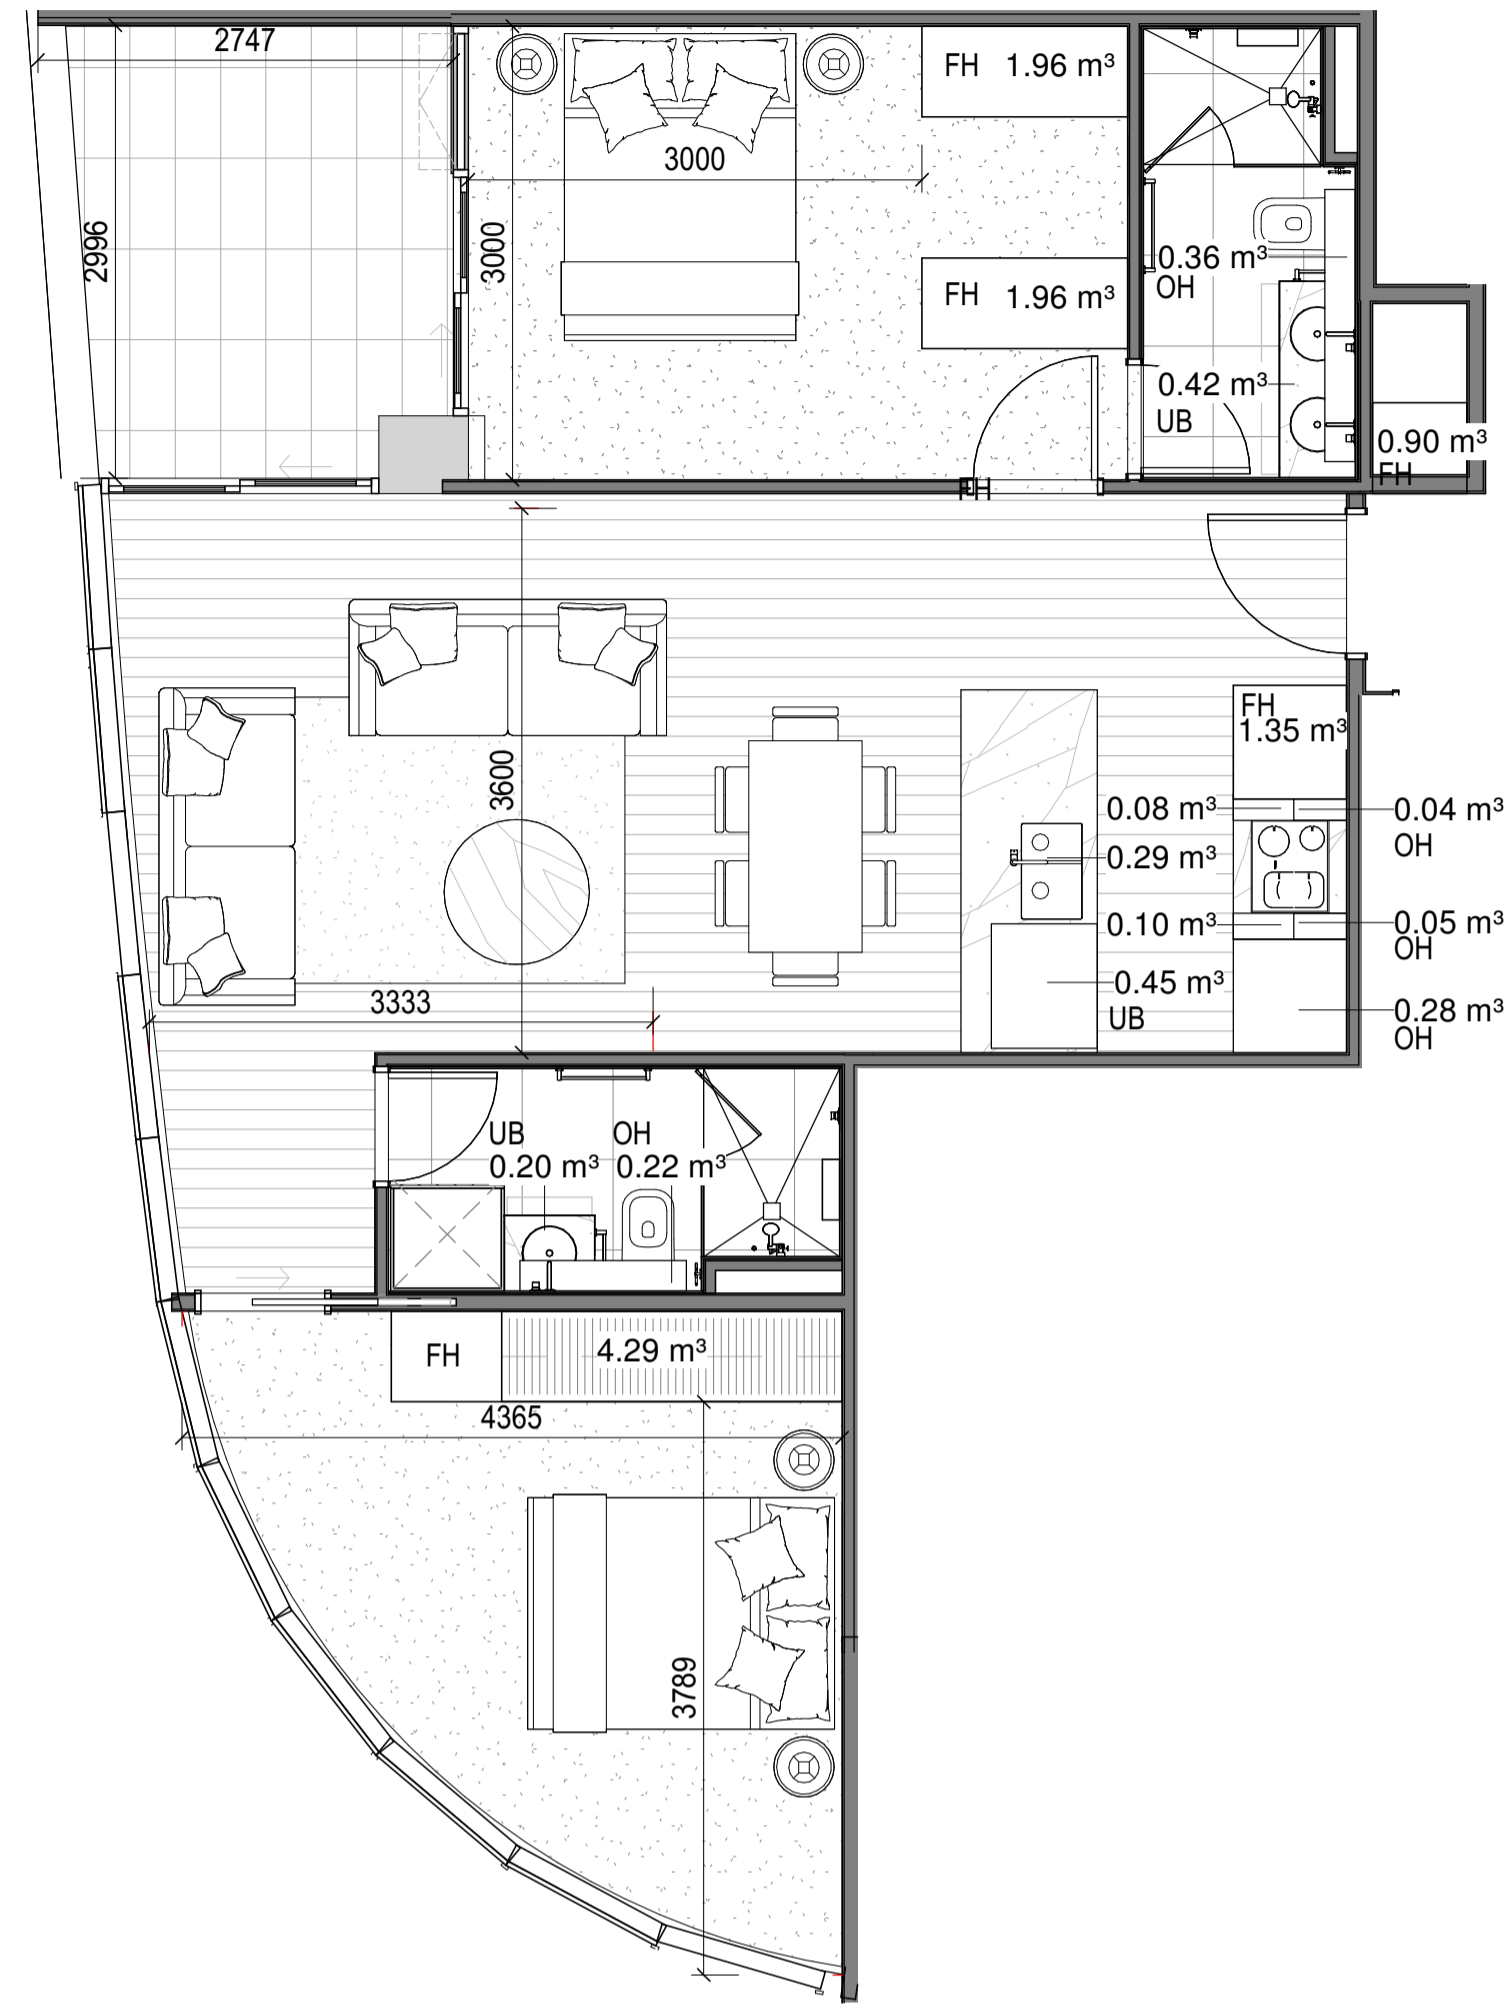 2747
FH 1.96 m³
3000
2996
3000
0.36 m³
OH
FH 1.96 m³
0.42 m³
UB
0.90 m³
FH
FH
FH
1.35 m³
3600
0.08 m³
0.04 m³
OH
0.29 m³
0.10 m³
0.05 m³
OH
0.45 m³
UB
0.28 m³
OH
3333
UB
0.20 m³
OH
0.22 m³
FH
4.29 m³
4365
3789